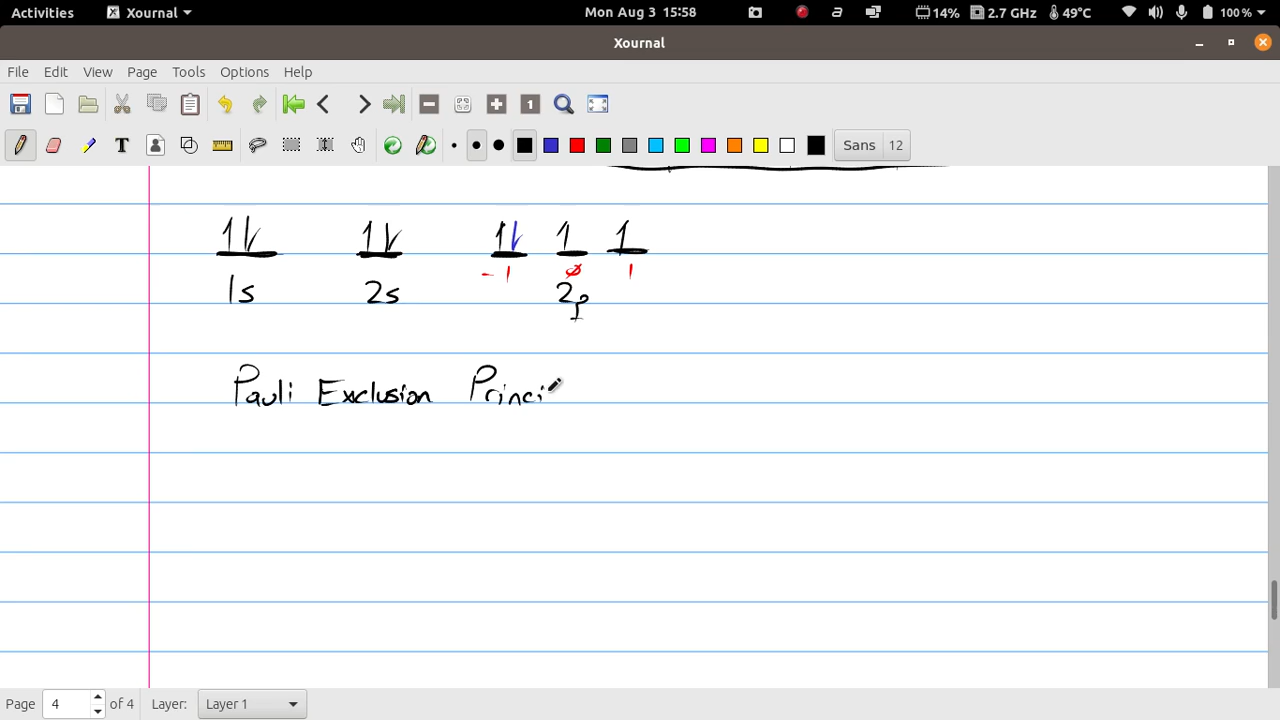 Activities Xournal Mon Aug 3 15:58 14% 2.7 GHz 49°C 100 %
Xournal
File Edit View Page Tools Options Help
Sans 12
1s 2s 2p
-1 0 1
Pauli Exclusion Princi
Page 4 of 4 Layer: Layer 1